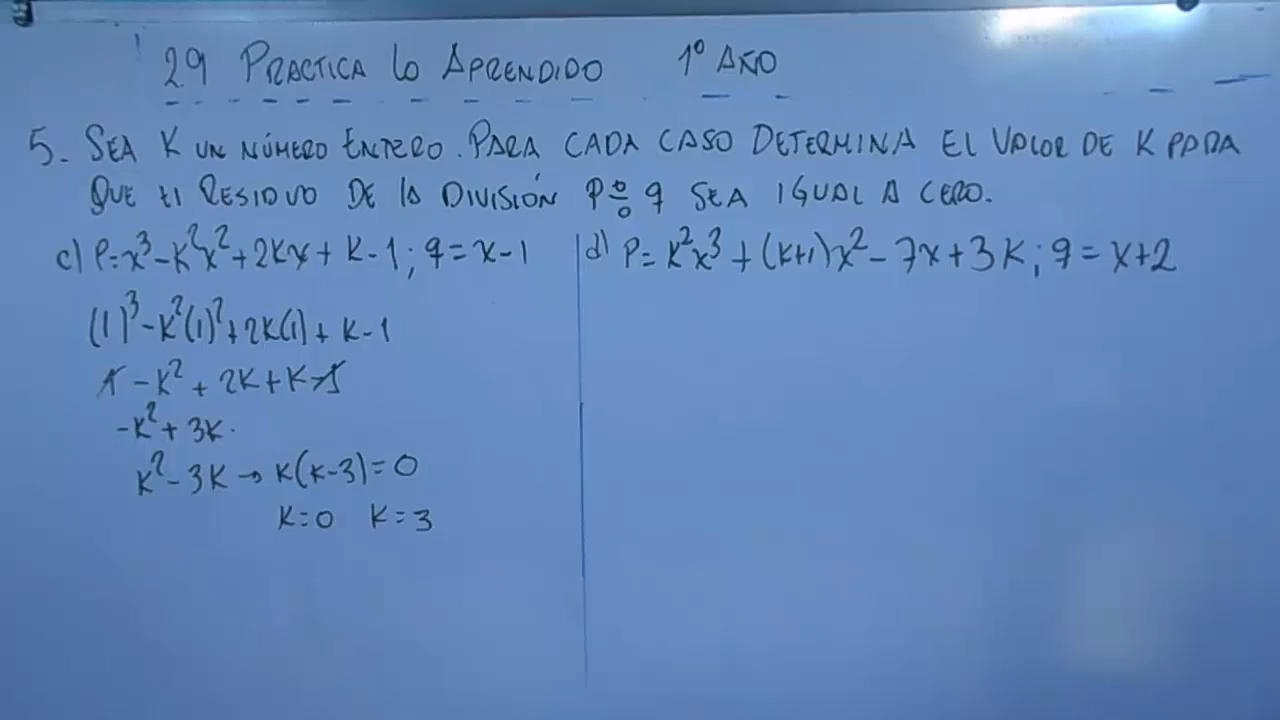 2.9 PRACTICA lo APRENDIDO 1º AÑO
5. SEA K UN NÚMERO ENTERO. PARA CADA CASO DETERMINA EL VALOR DE K PARA
QUE El RESIDUO DE lA DIVISIÓN P÷q SEA IGUAL A CERO.
c) P=x³-k²x²+2kx+k-1; q=x-1
(1)³-k²(1)²+2k(1)+k-1
1-k²+2k+k-1
-k²+3k.
k²-3k→k(k-3)=0
k=0 k=3
d) P=k²x³+(k+1)x²-7x+3k; q=x+2